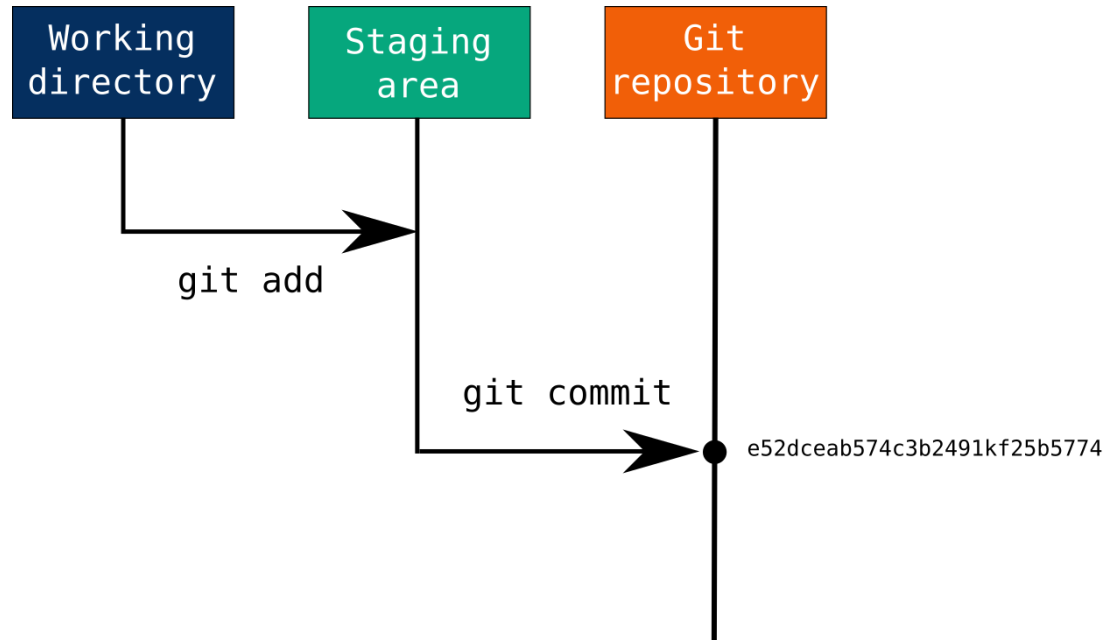 Working
directory
Staging
area
Git
repository
git add
git commit
e52dceab574c3b2491kf25b5774